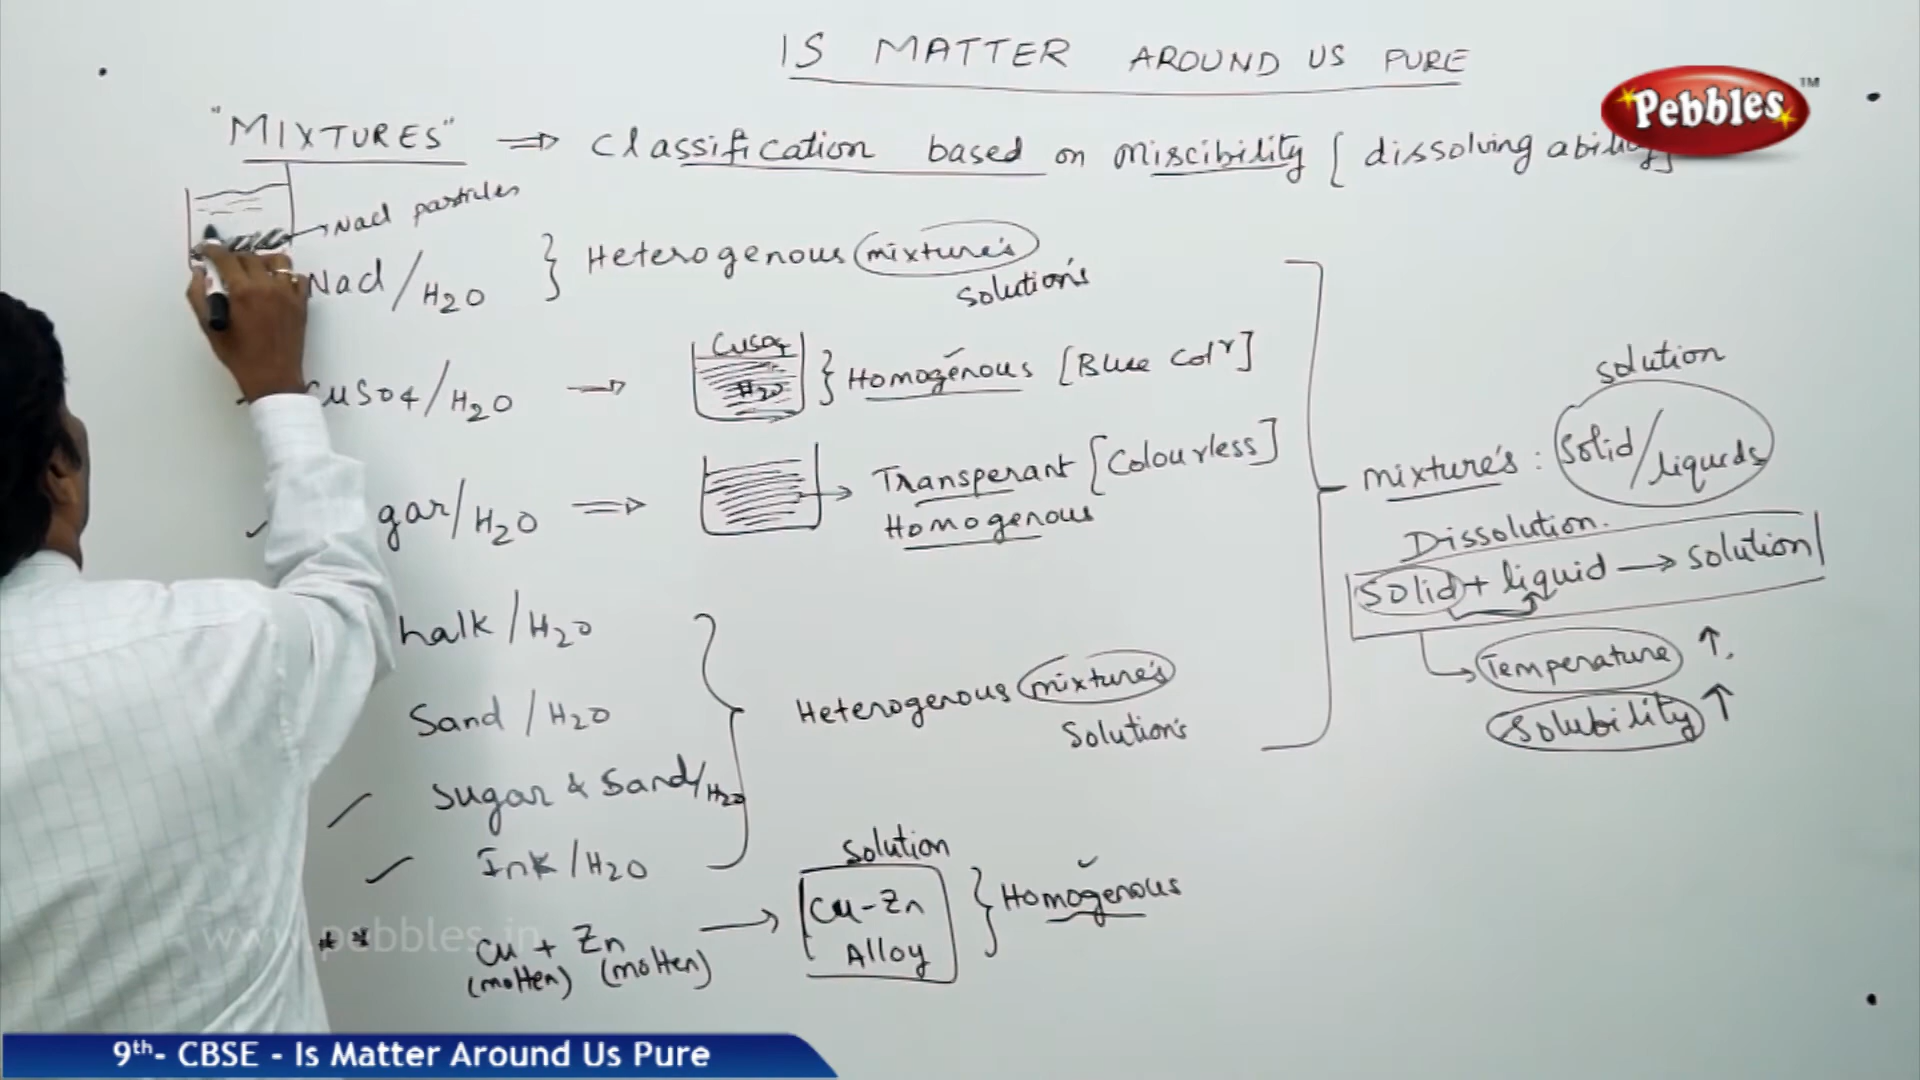 IS MATTER AROUND US PURE
Pebbles TM
"MIXTURES" ⇒ Classification based on Miscibility [dissolving ability]
→ Nacl particles
Nacl/H2O } Heterogenous mixture's
solution's
CuSO4/H2O → CuSO4 H2O } Homogenous [Blue Colr]
gar/H2O ⇒ → Transperant [Colourless]
Homogenous
halk/H2O
Sand/H2O
Sugar & Sand/H2O
Ink/H2O
Heterogenous mixture's
Solution's
Cu + Zn → Cu-Zn Alloy } Homogenous
(molten) (molten)
Solution
solution
mixture's : Solid/liquids
Dissolution.
Solid + liquid → Solution
→ Temperature ↑.
Solubility ↑
www.pebbles.in
9th- CBSE - Is Matter Around Us Pure